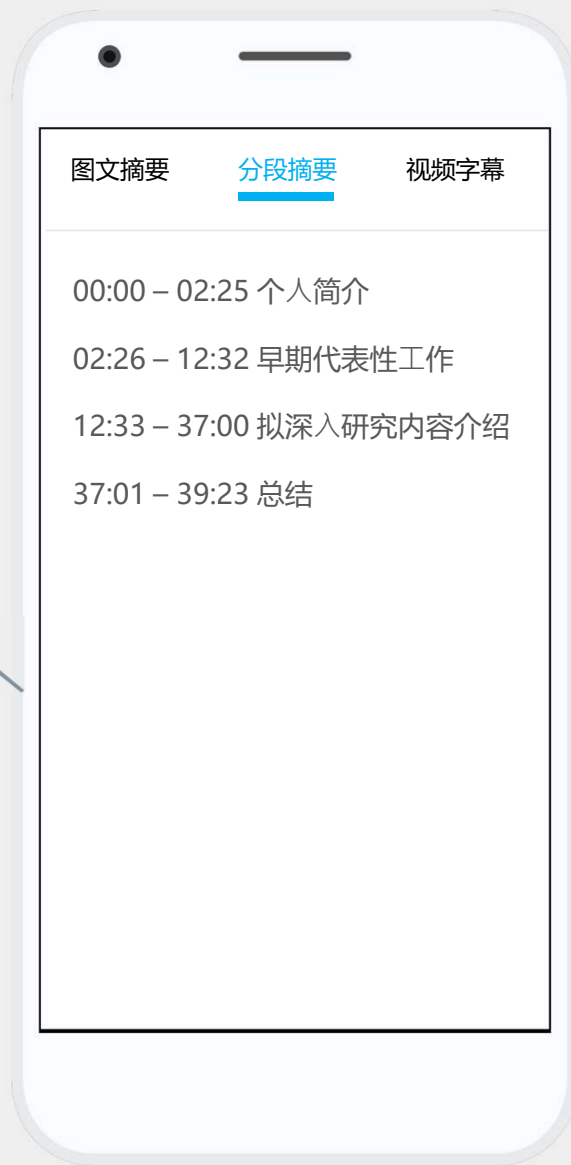 图文摘要 分段摘要 视频字幕
00:00 – 02:25 个人简介
02:26 – 12:32 早期代表性工作
12:33 – 37:00 拟深入研究内容介绍
37:01 – 39:23 总结